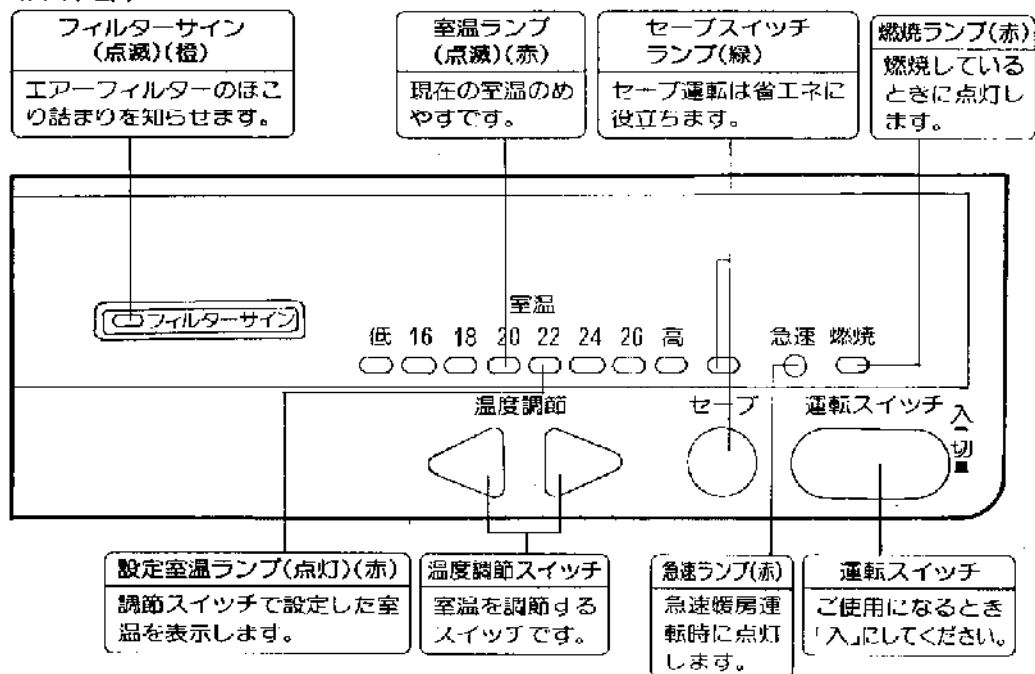 フィルターサイン
(点滅)(橙)
エアーフィルターのほこ
り詰まりを知らせます。
室温ランプ
(点滅)(赤)
現在の室温のめ
やすです。
セーブスイッチ
ランプ(緑)
セーブ運転は省エネに
役立ちます。
燃焼ランプ(赤)
燃焼している
ときに点灯し
ます。
フィルターサイン
室温
低 16 18 20 22 24 26 高 急速 燃焼
温度調節 セーブ 運転スイッチ
入
切
設定室温ランプ(点灯)(赤)
調節スイッチで設定した室
温を表示します。
温度調節スイッチ
室温を調節する
スイッチです。
急速ランプ(赤)
急速暖房運
転時に点灯
します。
運転スイッチ
ご使用になるとき
「入」にしてください。